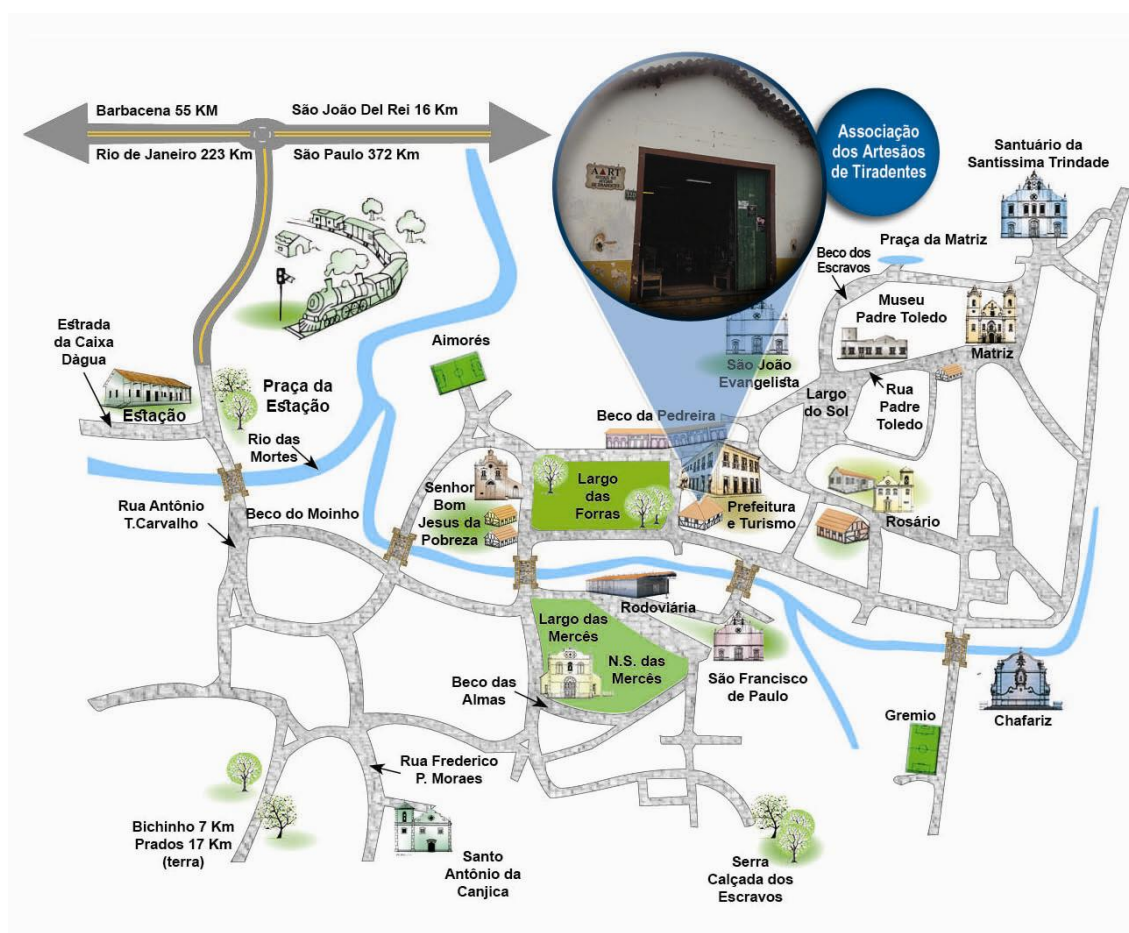 Barbacena 55 KM
São João Del Rei 16 Km
Rio de Janeiro 223 Km
São Paulo 372 Km
Associação
dos Artesãos
de Tiradentes
Santuário da
Santíssima Trindade
Praça da Matriz
Beco dos
Escravos
Museu
Padre Toledo
Matriz
AART
Estrada
da Caixa
Dàgua
Estação
Praça da
Estação
Aimorés
São João
Evangelista
Largo
do Sol
Rua
Padre
Toledo
Beco da Pedreira
Rio das
Mortes
Senhor
Bom
Jesus da
Pobreza
Largo
das
Forras
Prefeitura
e Turismo
Rosário
Rua Antônio
T.Carvalho
Beco do Moinho
Rodoviária
Largo das
Mercês
N.S. das
Mercês
São Francisco
de Paulo
Beco das
Almas
Chafariz
Gremio
Rua Frederico
P. Moraes
Bichinho 7 Km
Prados 17 Km
(terra)
Santo
Antônio da
Canjica
Serra
Calçada dos
Escravos